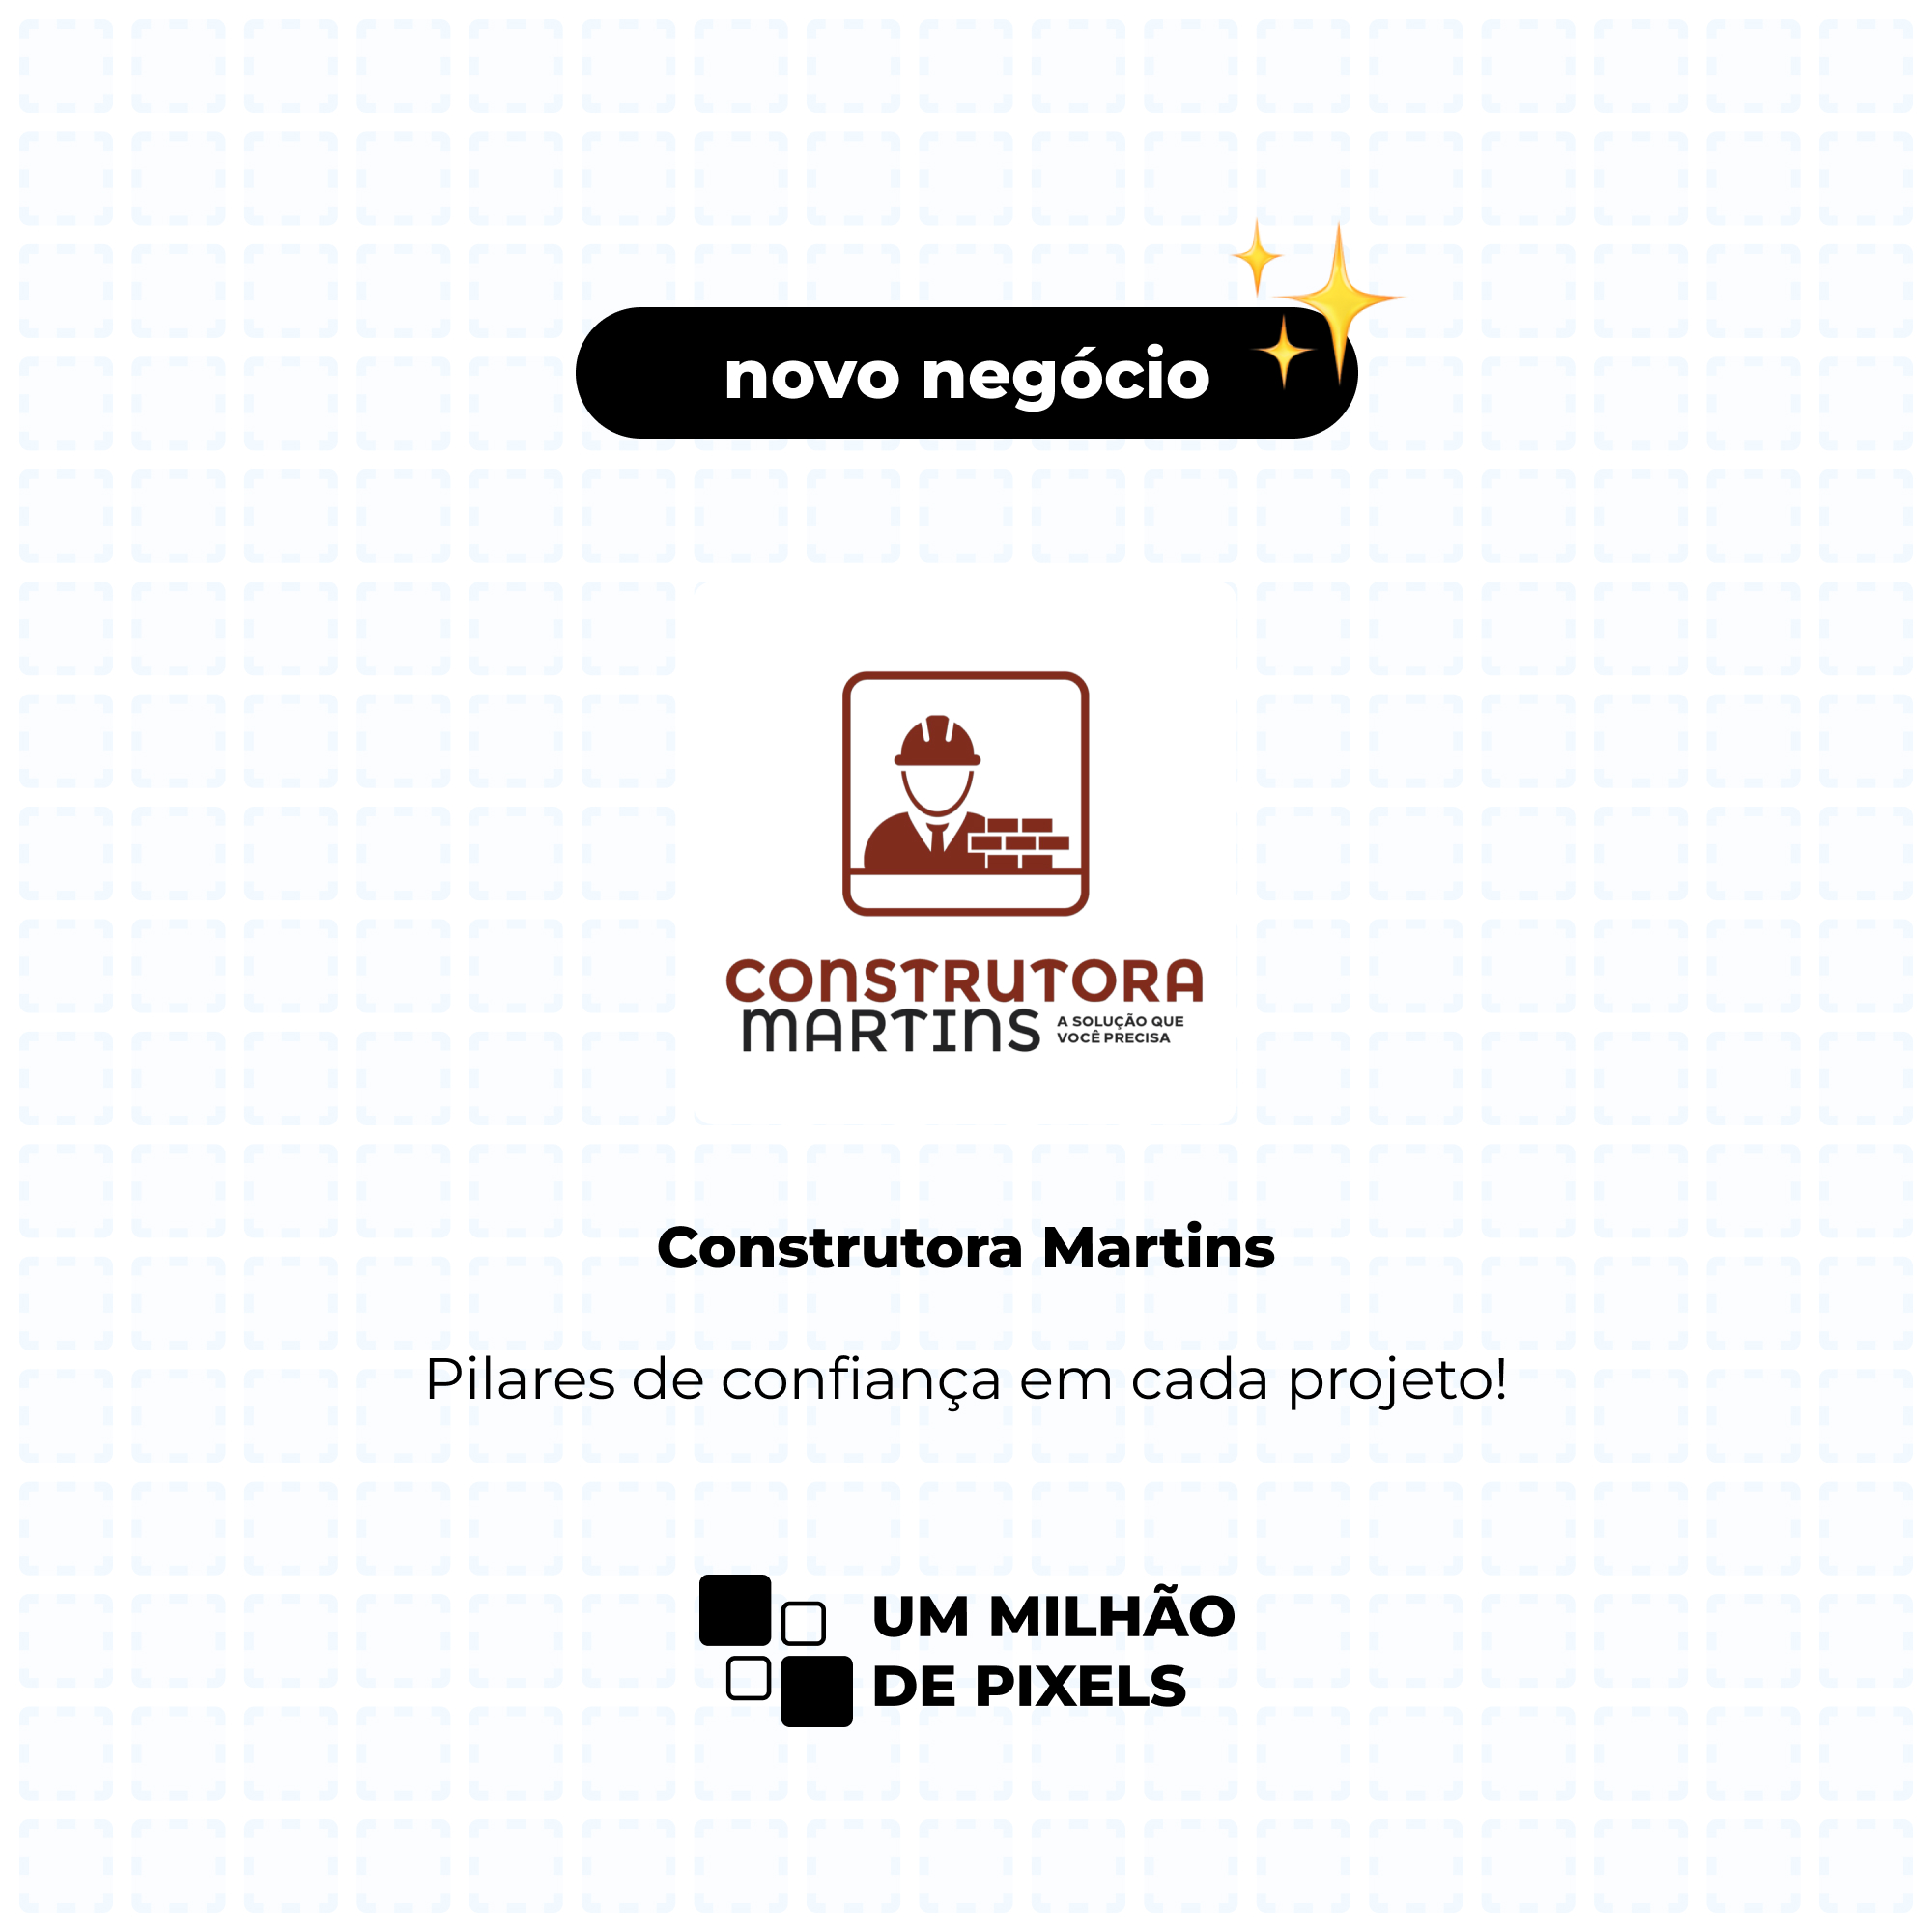 novo negócio
CONSTRUTORA
MARTINS
A SOLUÇÃO QUE
VOCÊ PRECISA
Construtora Martins
Pilares de confiança em cada projeto!
UM MILHÃO
DE PIXELS